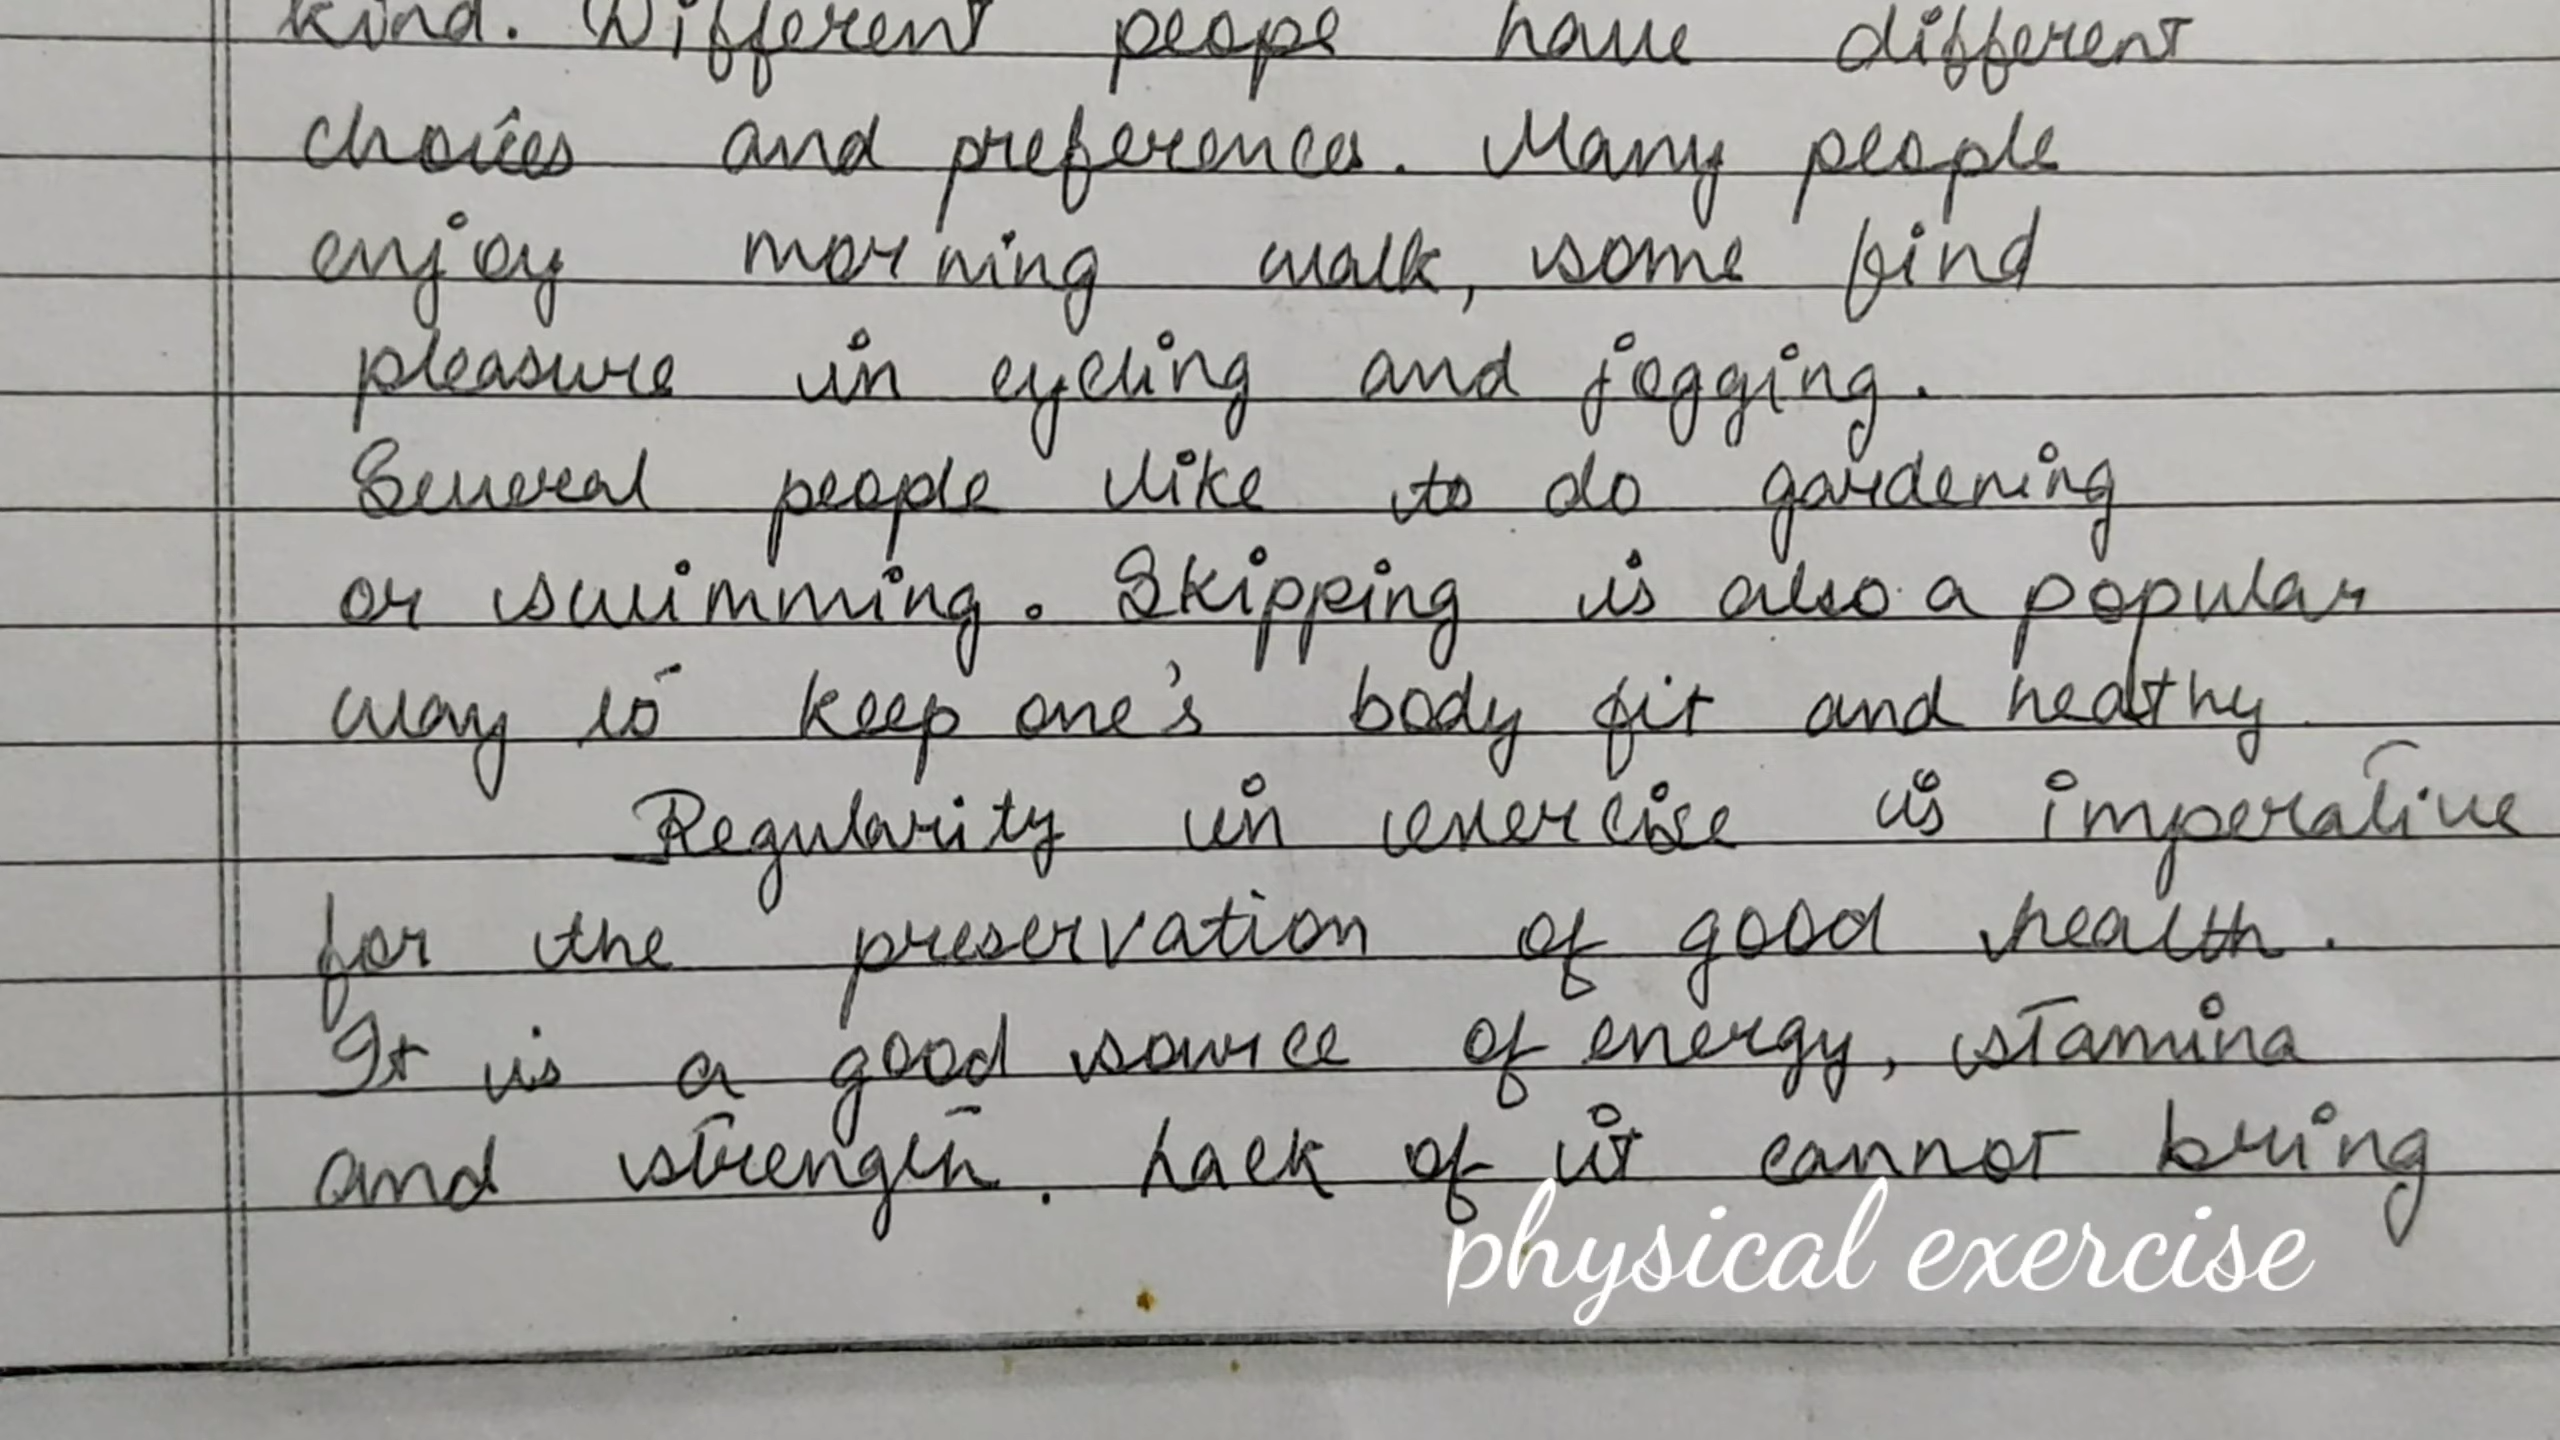 kind. Different peope have different
choices and preferences. Many people
enjoy morning walk, some find
pleasure in cycling and jogging.
Several people like to do gardening
or swimming. Skipping is also a popular
way to keep one's body fit and healthy.
Regularity in exercise is imperative
for the preservation of good health.
It is a good source of energy, stamina
and strength. Lack of it cannot bring
physical exercise